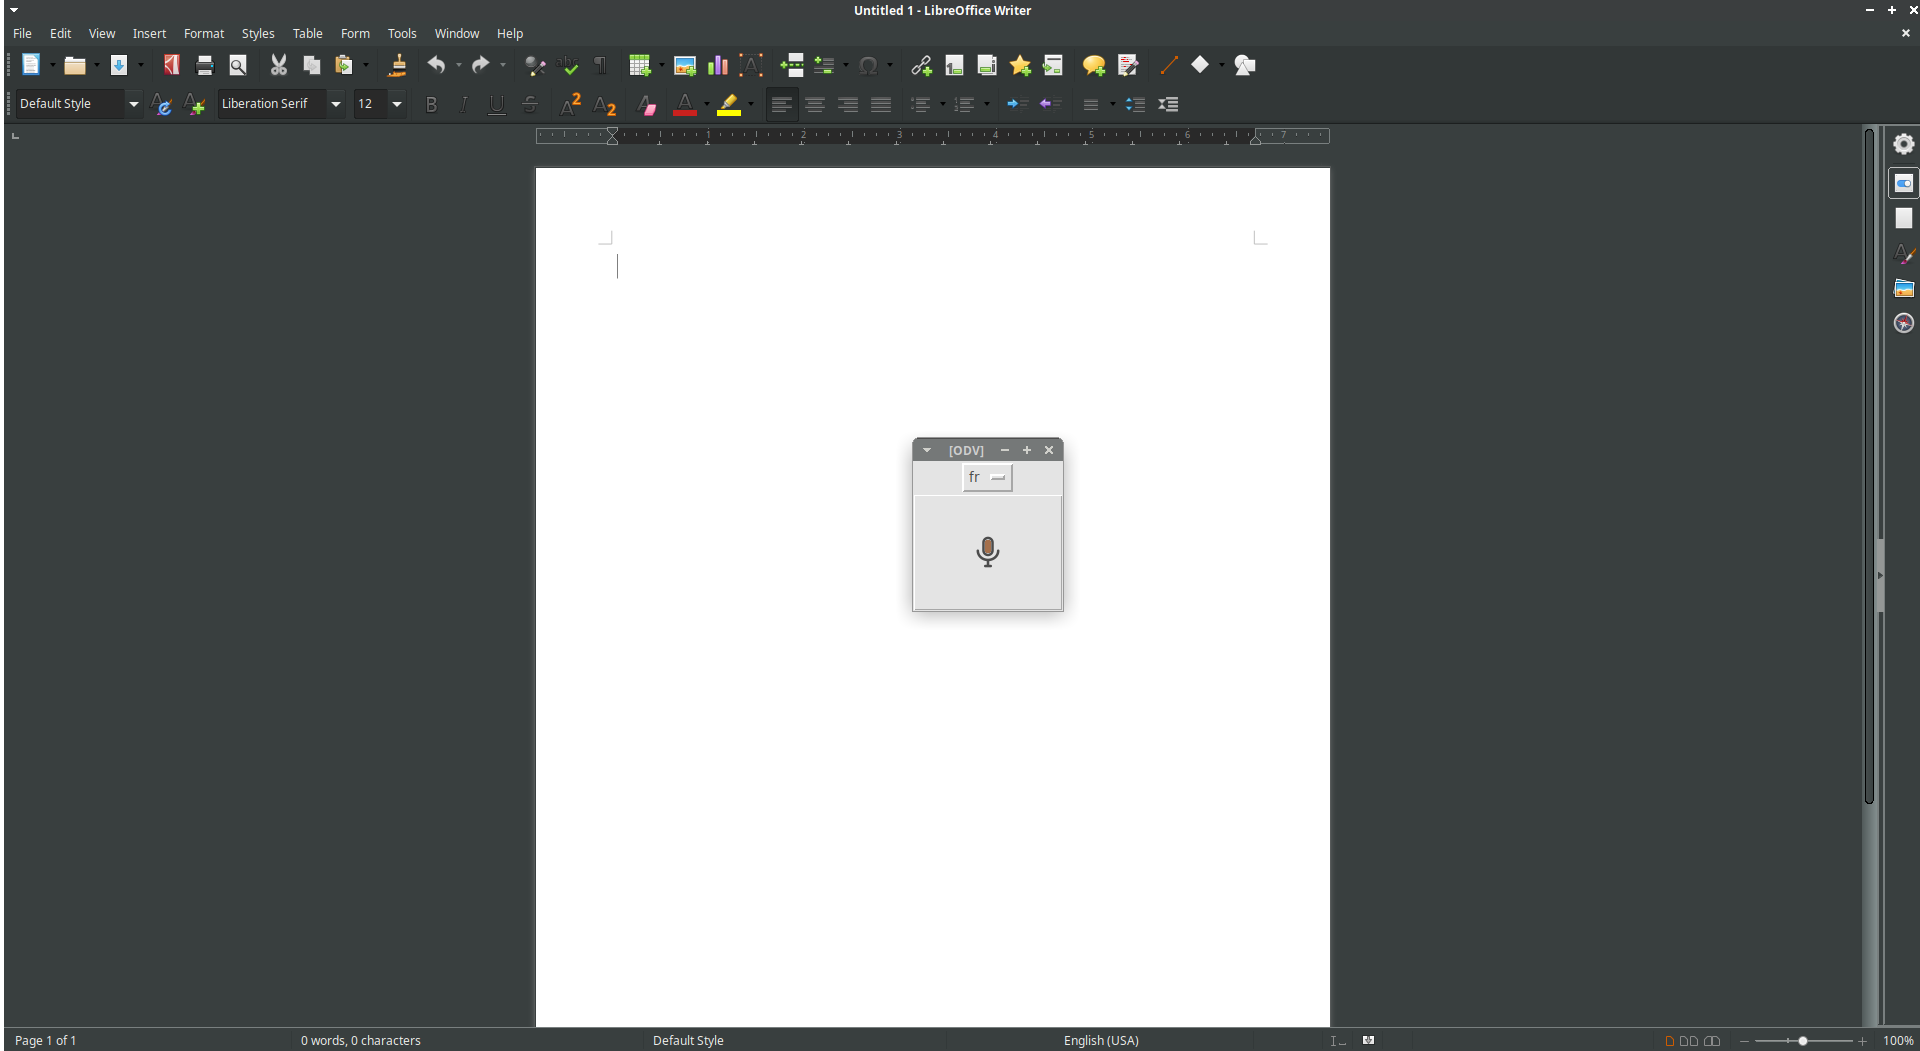 Untitled 1 - LibreOffice Writer
File Edit View Insert Format Styles Table Form Tools Window Help
Default Style Liberation Serif 12
1 1 2 3 4 5 6 7
[ODV]
fr
Page 1 of 1 0 words, 0 characters Default Style English (USA) 100%